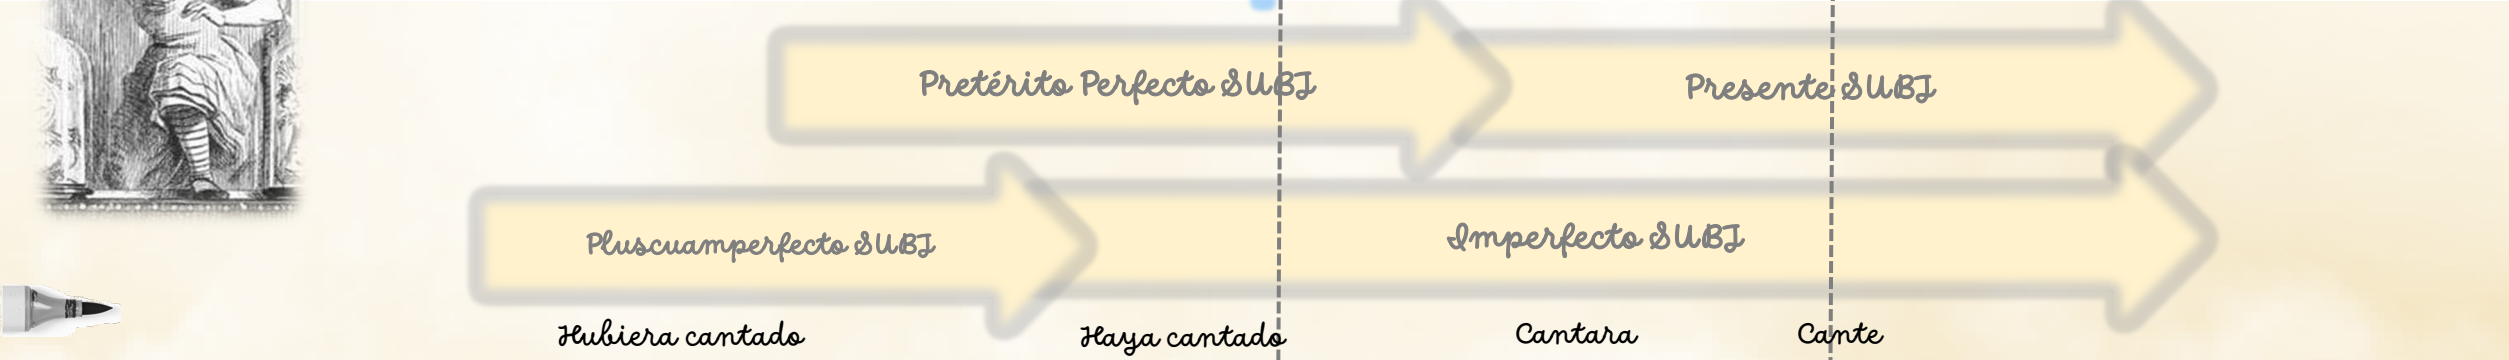 Pretérito Perfecto SUBJ
Presente SUBJ
Pluscuamperfecto SUBJ
Imperfecto SUBJ
Hubiera cantado
Haya cantado
Cantara
Cante